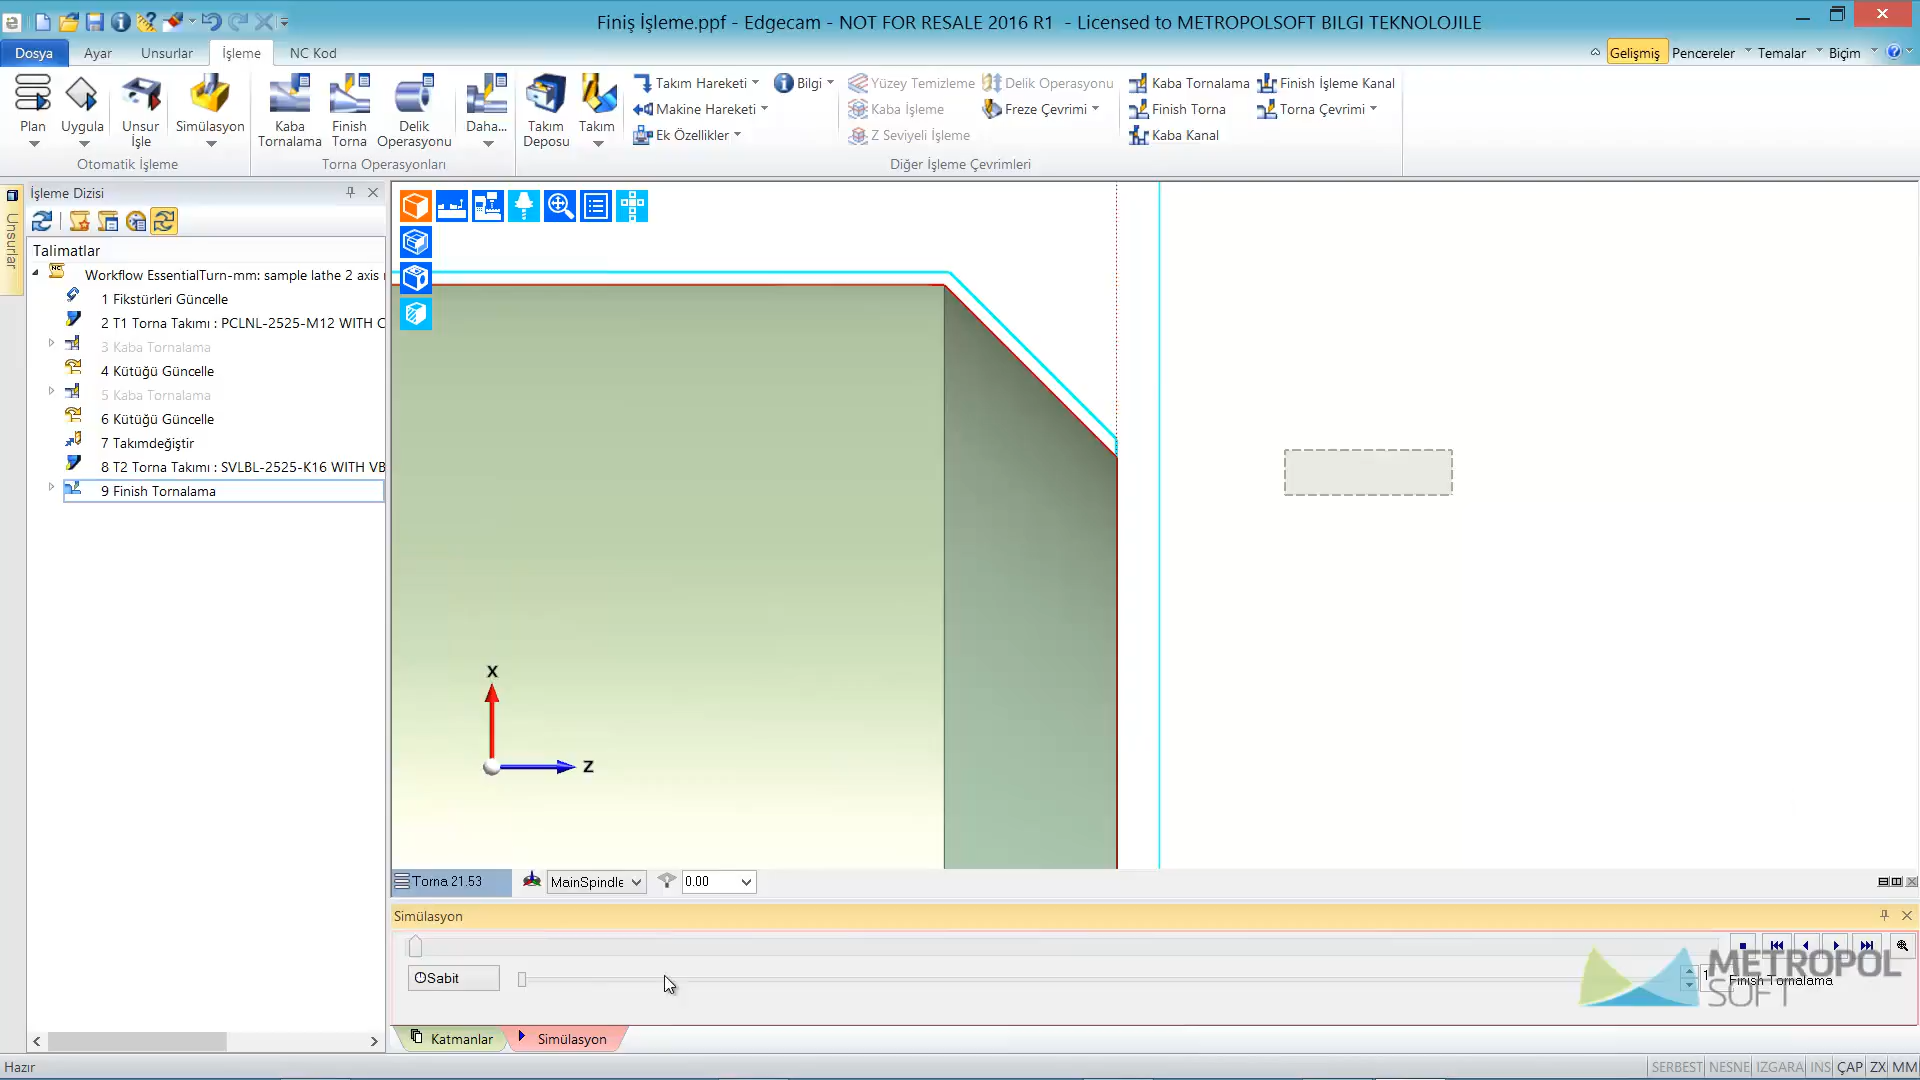 Finiş İşleme.ppf - Edgecam - NOT FOR RESALE 2016 R1 - Licensed to METROPOLSOFT BILGI TEKNOLOJILE
Dosya Ayar Unsurlar İşleme NC Kod Gelişmiş Pencereler Temalar Biçim
Plan
Uygula
Unsur İşle
Simülasyon
Otomatik İşleme
Kaba Tornalama
Finish Torna
Delik Operasyonu
Daha...
Torna Operasyonları
Takım Deposu
Takım
Takım Hareketi
Makine Hareketi
Ek Özellikler
Bilgi
Yüzey Temizleme
Kaba İşleme
Z Seviyeli İşleme
Delik Operasyonu
Freze Çevrimi
Kaba Tornalama
Finish Torna
Kaba Kanal
Finish İşleme Kanal
Torna Çevrimi
Diğer İşleme Çevrimleri
Unsurlar
İşleme Dizisi
Talimatlar
NC
Workflow EssentialTurn-mm: sample lathe 2 axis
1 Fikstürleri Güncelle
2 T1 Torna Takımı : PCLNL-2525-M12 WITH C
3 Kaba Tornalama
4 Kütüğü Güncelle
5 Kaba Tornalama
6 Kütüğü Güncelle
7 Takımdeğiştir
8 T2 Torna Takımı : SVLBL-2525-K16 WITH VB
9 Finish Tornalama
X
Z
Torna 21.53 MainSpindle 0.00
Simülasyon
Sabit
1
Finish Tornalama
METROPOL
SOFT
Katmanlar Simülasyon
Hazır SERBEST NESNE IZGARA INS ÇAP ZX MM